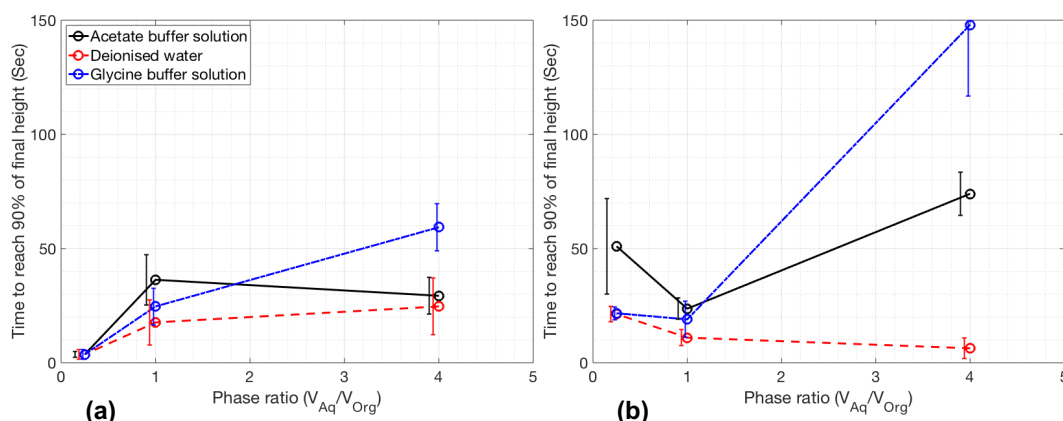 150
100
50
0
Time to reach 90% of final height (Sec)
Acetate buffer solution
Deionised water
Glycine buffer solution
0 1 2 3 4 5
Phase ratio (V_Aq/V_Org)
(a)
150
100
50
0
Time to reach 90% of final height (Sec)
0 1 2 3 4 5
Phase ratio (V_Aq/V_Org)
(b)